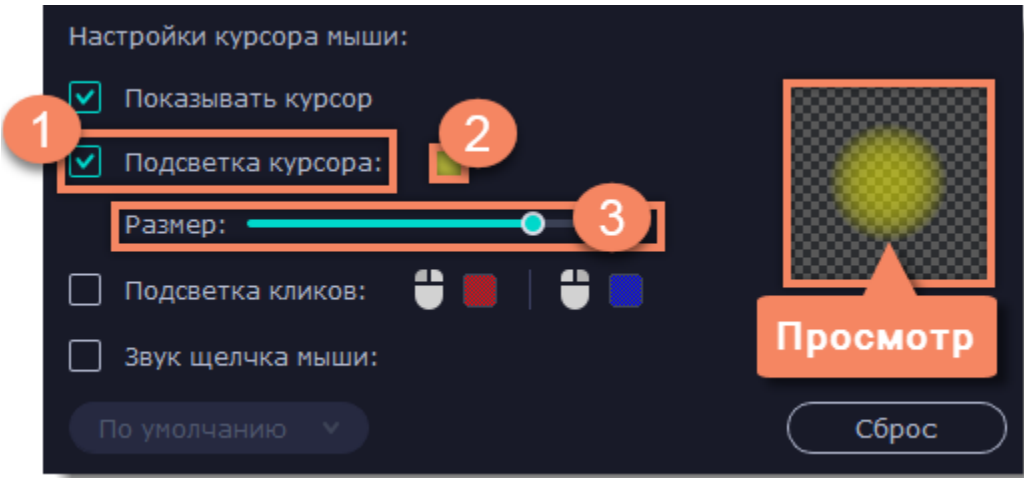 Настройки курсора мыши:
Показывать курсор
1
2
Подсветка курсора:
Размер:
3
Подсветка кликов:
Просмотр
Звук щелчка мыши:
По умолчанию
Сброс